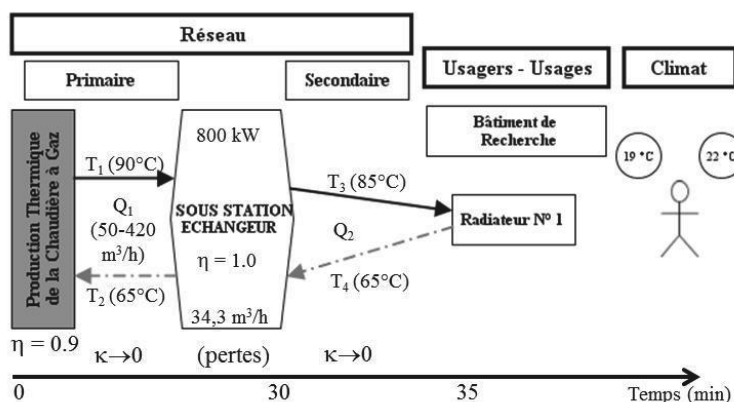 Réseau
Primaire
Secondaire
Usagers - Usages
Climat
Production Thermique
de la Chaudière à Gaz
η = 0.9
T₁ (90°C)
Q₁
(50-420
m³/h)
T₂ (65°C)
800 kW
SOUS STATION
ECHANGEUR
η = 1.0
34,3 m³/h
T₃ (85°C)
Q₂
T₄ (65°C)
Bâtiment de
Recherche
Radiateur N° 1
19 °C
22 °C
κ→0
(pertes)
κ→0
0
30
35
Temps (min)